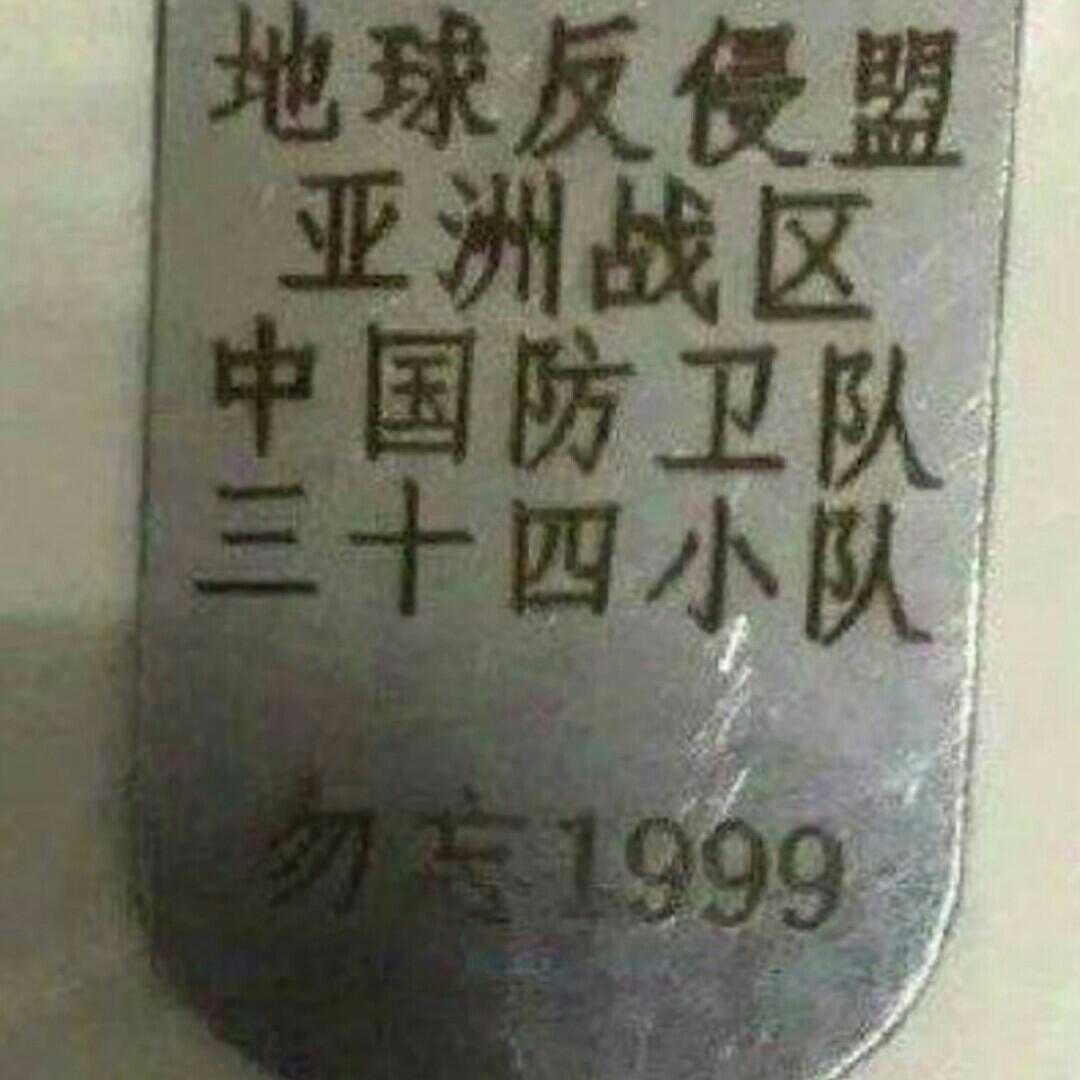 地球反侵盟
亚洲战区
中国防卫队
三十四小队
勿忘1999